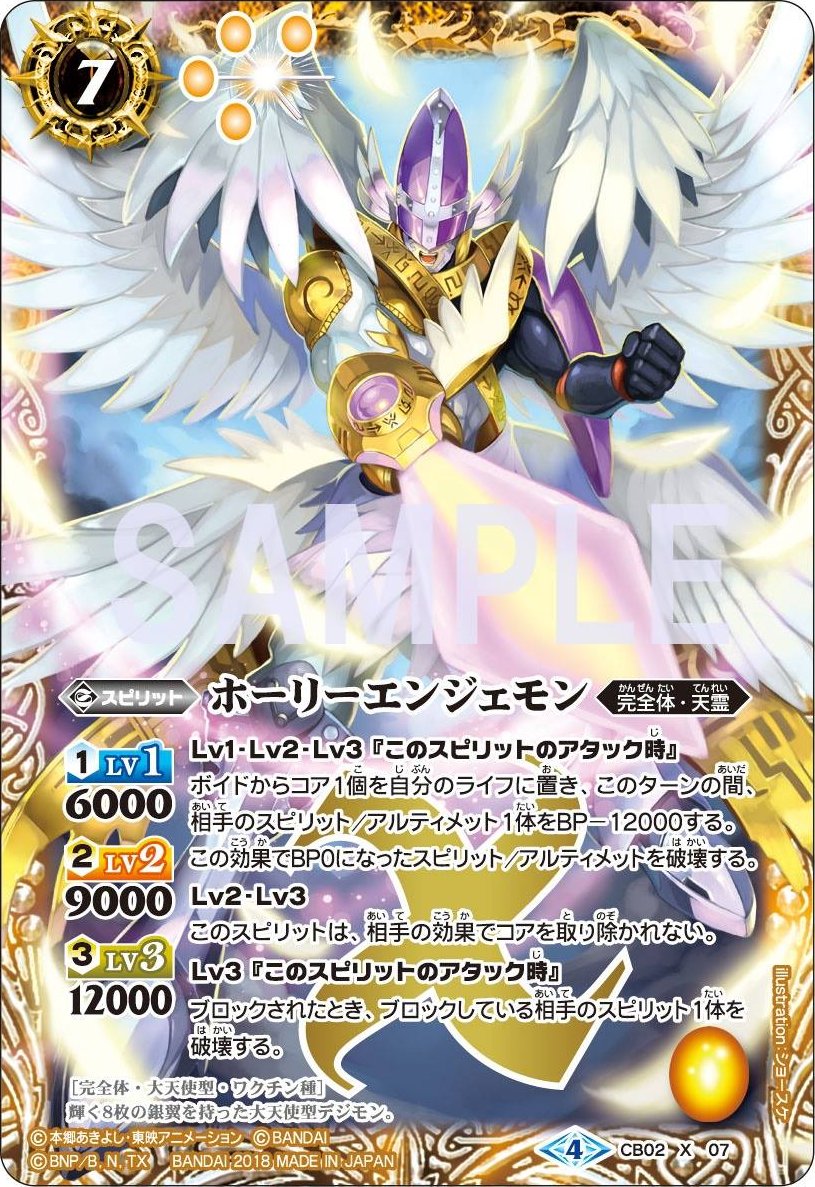 7
SAMPLE
スピリット ホーリーエンジェモン 完全体・天霊
かんぜんたい てんれい
1 LV1
6000
2 LV2
9000
3 LV3
12000
Lv1・Lv2・Lv3『このスピリットのアタック時』
ボイドからコア1個を自分のライフに置き、このターンの間、
相手のスピリット/アルティメット1体をBP-12000する。
この効果でBP0になったスピリット/アルティメットを破壊する。
Lv2・Lv3
このスピリットは、相手の効果でコアを取り除かれない。
Lv3『このスピリットのアタック時』
ブロックされたとき、ブロックしている相手のスピリット1体を
破壊する。
[完全体・大天使型・ワクチン種]
輝く8枚の銀翼を持った大天使型デジモン。
©本郷あきよし・東映アニメーション ©BANDAI
©BNP/B, N, TX BANDAI 2018 MADE IN JAPAN
4 CB02 X 07
illustration:ショースケ